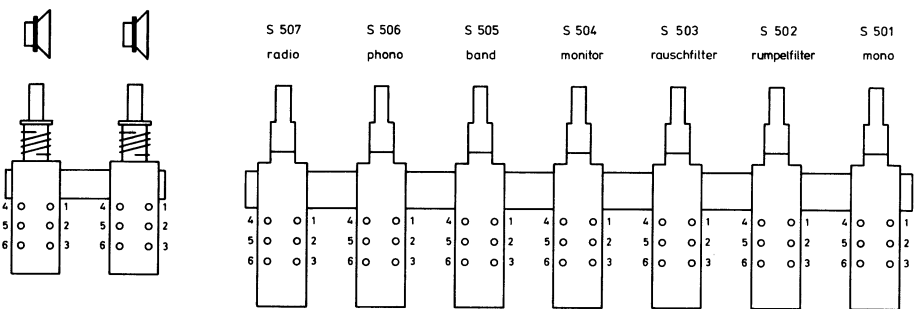 S 507 S 506 S 505 S 504 S 503 S 502 S 501
radio phono band monitor rauschfilter rumpelfilter mono
4 1 4 1
5 2 5 2
6 3 6 3
4 1 4 1 4 1 4 1 4 1 4 1 4 1
5 2 5 2 5 2 5 2 5 2 5 2 5 2
6 3 6 3 6 3 6 3 6 3 6 3 6 3